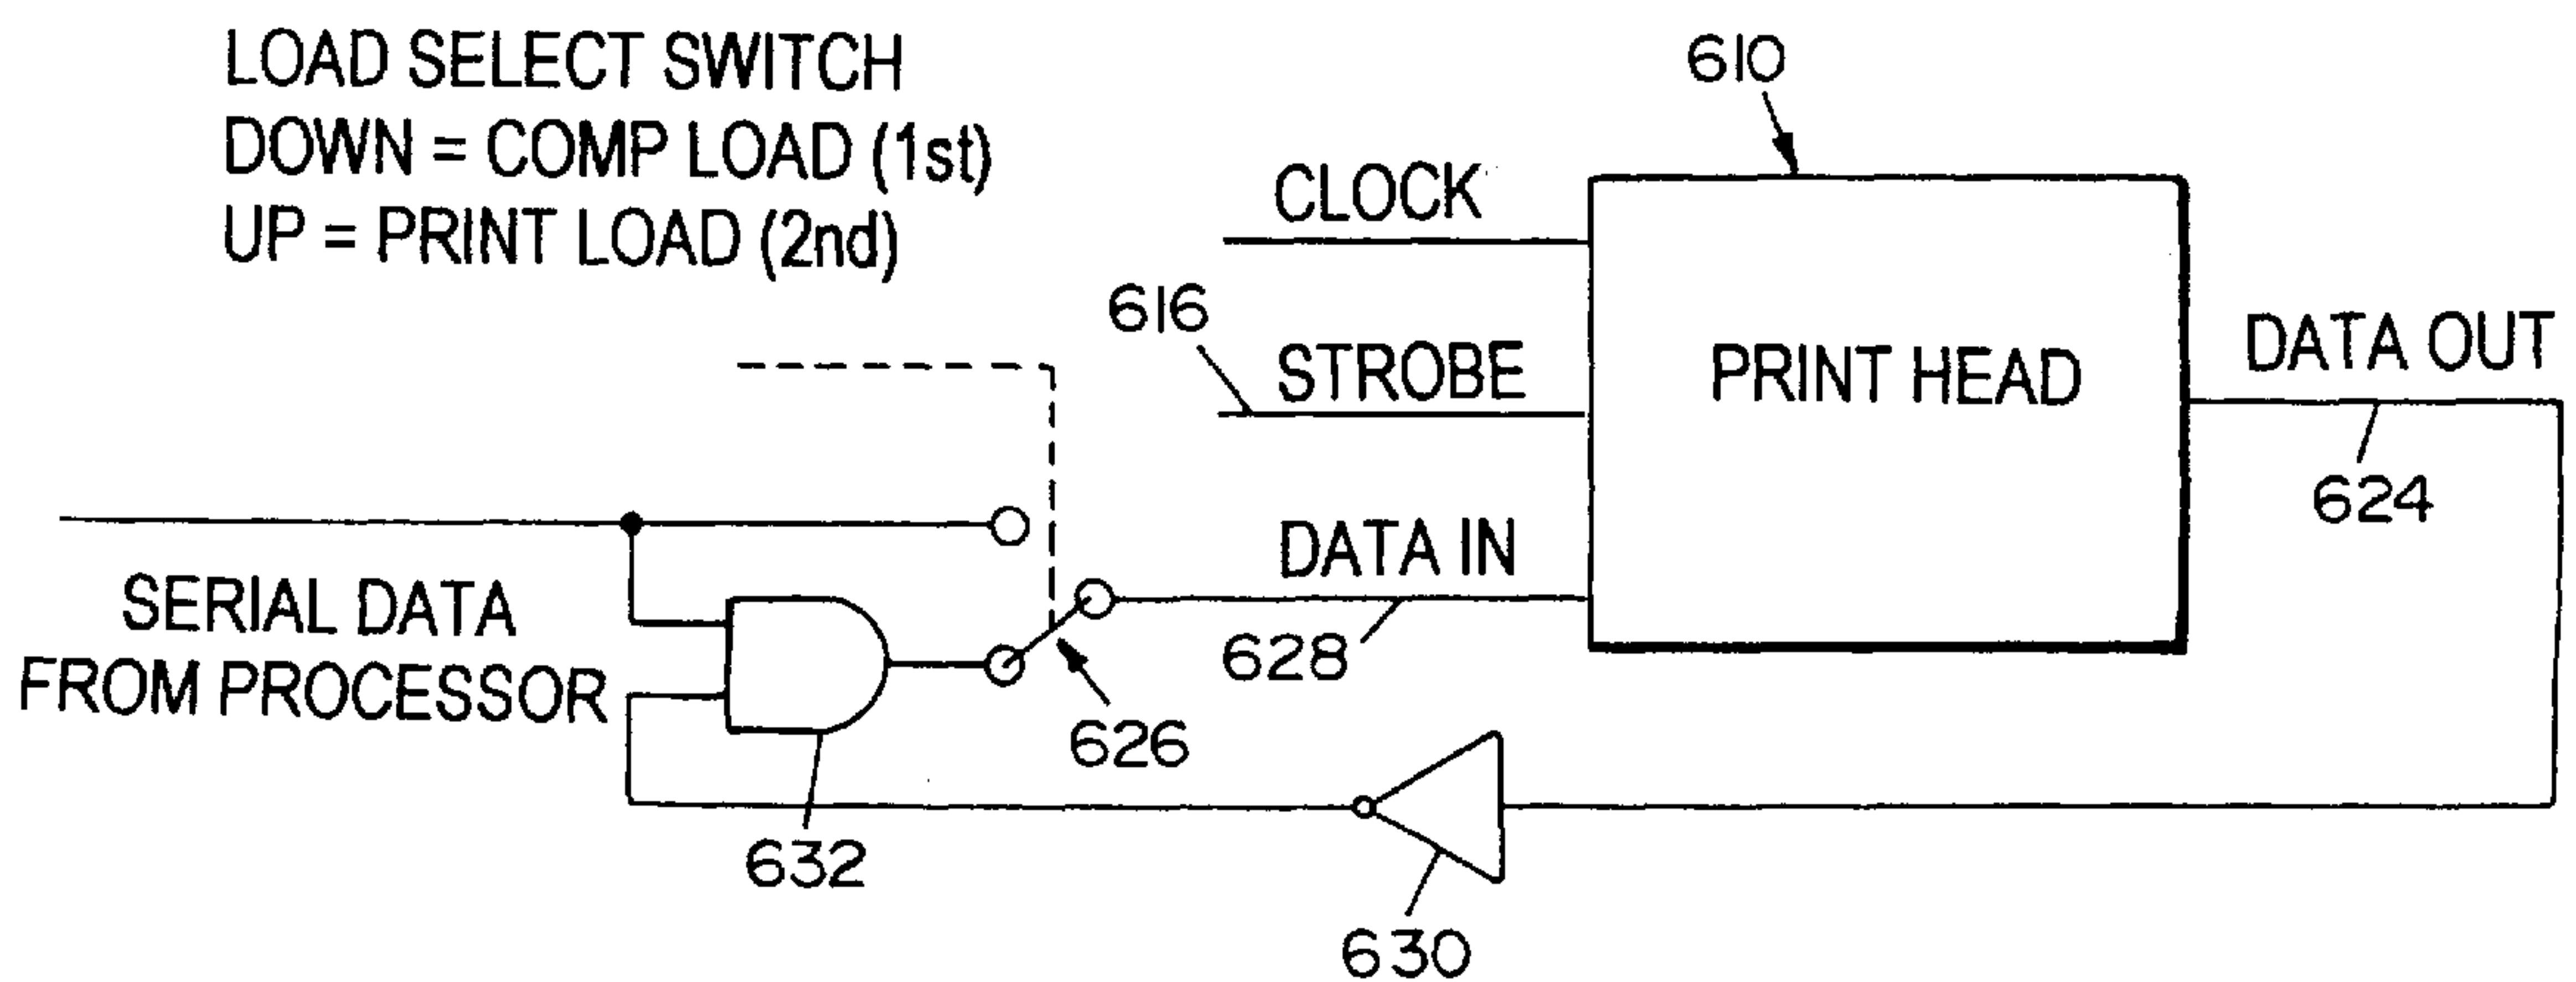 LOAD SELECT SWITCH
DOWN = COMP LOAD (1st)
UP = PRINT LOAD (2nd)
610
CLOCK
616
STROBE
PRINT HEAD
DATA OUT
624
DATA IN
628
SERIAL DATA
FROM PROCESSOR
626
632
630